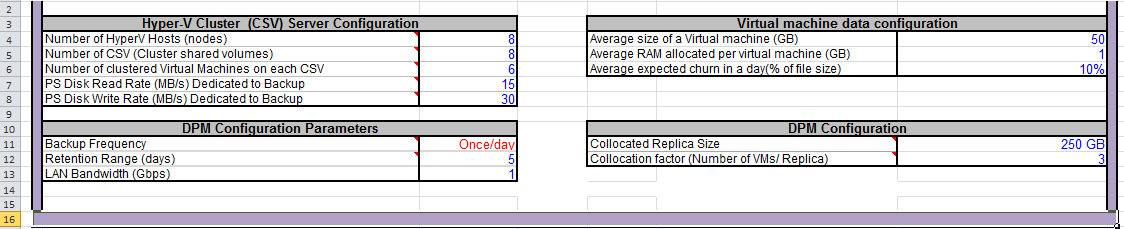 2
3 Hyper-V Cluster (CSV) Server Configuration Virtual machine data configuration
4 Number of HyperV Hosts (nodes) 8 Average size of a Virtual machine (GB) 50
5 Number of CSV (Cluster shared volumes) 8 Average RAM allocated per virtual machine (GB) 1
6 Number of clustered Virtual Machines on each CSV 6 Average expected churn in a day(% of file size) 10%
7 PS Disk Read Rate (MB/s) Dedicated to Backup 15
8 PS Disk Write Rate (MB/s) Dedicated to Backup 30
9
10 DPM Configuration Parameters DPM Configuration
11 Backup Frequency Once/day Collocated Replica Size 250 GB
12 Retention Range (days) 5 Collocation factor (Number of VMs/ Replica) 3
13 LAN Bandwidth (Gbps) 1
14
15
16